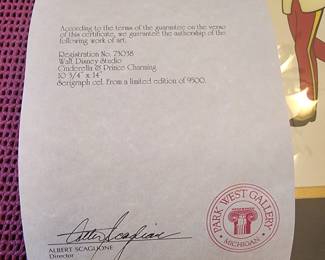 According to the terms of the guarantee on the verso
of this certificate, we guarantee the authorship of the
following work of art.
Registration No. 73038
Walt Disney Studio
Cinderella & Prince Charming
10 3/4" x 14"
Serigraph cel. From a limited edition of 9500.
ALBERT SCAGLIONE
Director
PARK WEST GALLERY
MICHIGAN